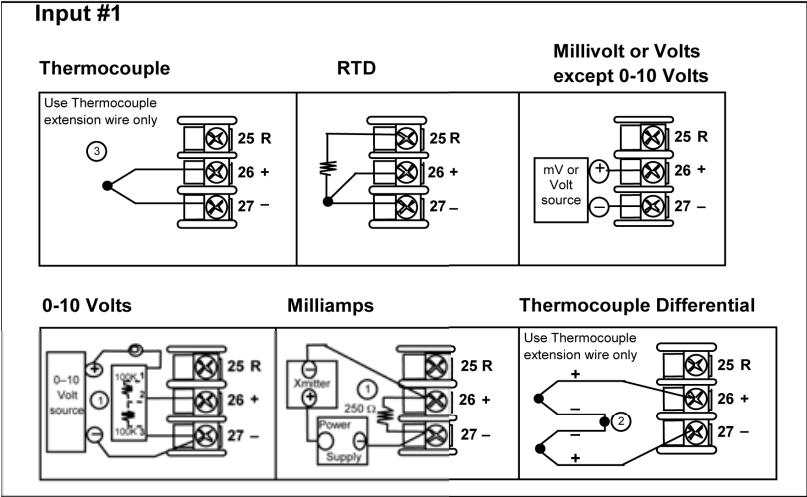 Input #1
Thermocouple
RTD
Millivolt or Volts
except 0-10 Volts
Use Thermocouple
extension wire only
3
25 R
26 +
27 –
25 R
26 +
27 –
mV or
Volt
source
+
–
25 R
26 +
27 –
0-10 Volts
Milliamps
Thermocouple Differential
0–10
Volt
source
+
–
1
100K
1
2
100K
3
25 R
26 +
27 –
–
Xmitter
+
1
250 Ω
Power
Supply
–
25 R
26 +
27 –
Use Thermocouple
extension wire only
+
–
2
–
+
25 R
26 +
27 –